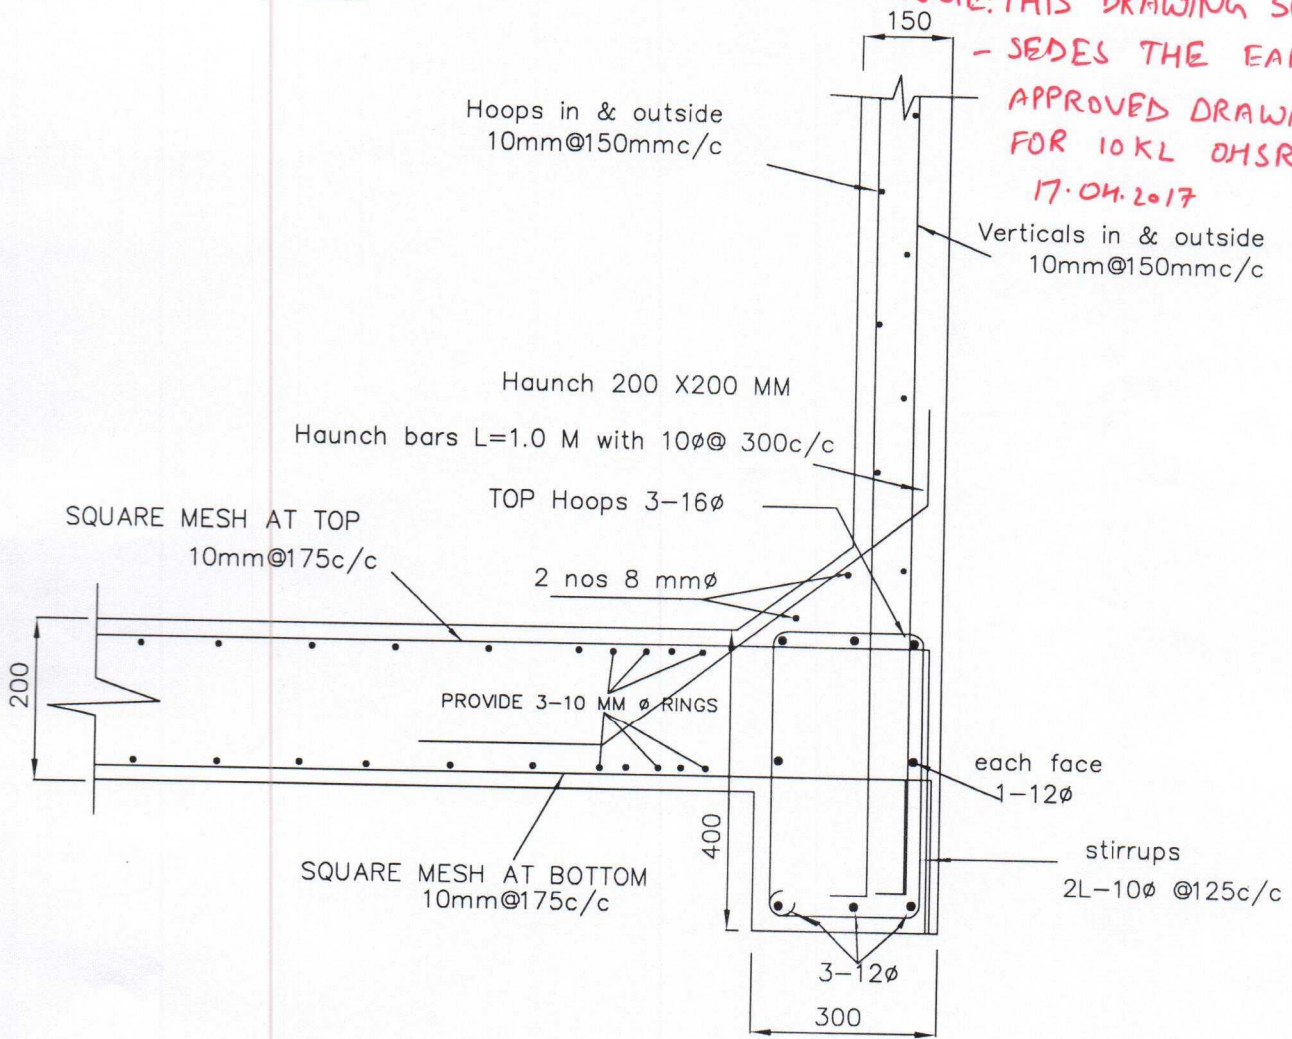 THIS DRAWING
150
- SEDES THE
Hoops in & outside
10mm@150mmc/c
APPROVED
FOR 10KL OHSR
17.04.2017
Verticals in & outside
10mm@150mmc/c
Haunch 200 X200 MM
Haunch bars L=1.0 M with 10ø@ 300c/c
TOP Hoops 3-16ø
SQUARE MESH AT TOP
10mm@175c/c
2 nos 8 mmø
200
PROVIDE 3-10 MM ø RINGS
each face
1-12ø
400
stirrups
2L-10ø @125c/c
SQUARE MESH AT BOTTOM
10mm@175c/c
3-12ø
300